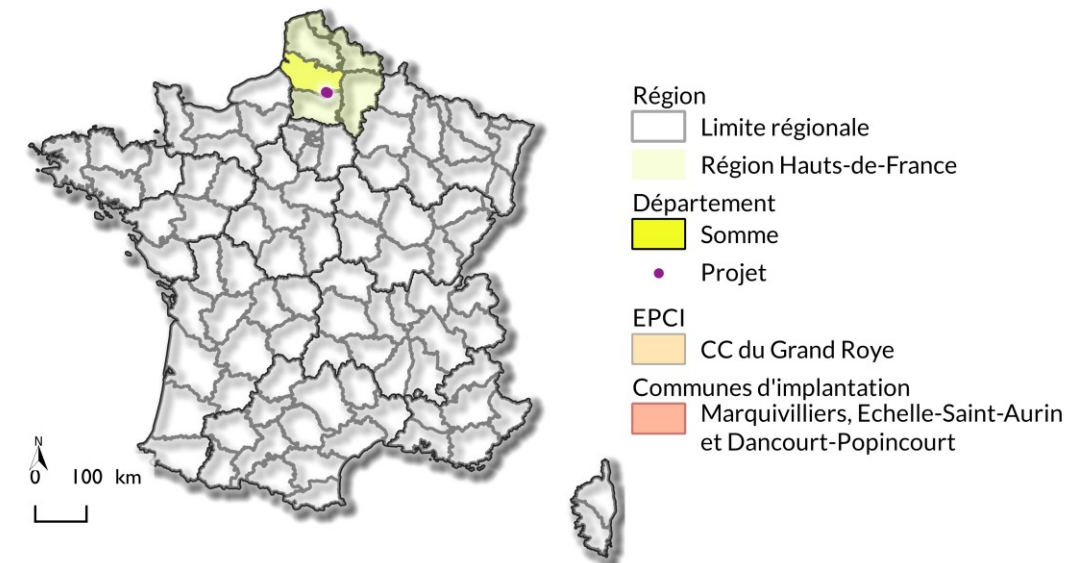 Région
Limite régionale
Région Hauts-de-France
Département
Somme
Projet
EPCI
CC du Grand Roye
Communes d'implantation
Marquivilliers, Echelle-Saint-Aurin
et Dancourt-Popincourt
N
0 100 km